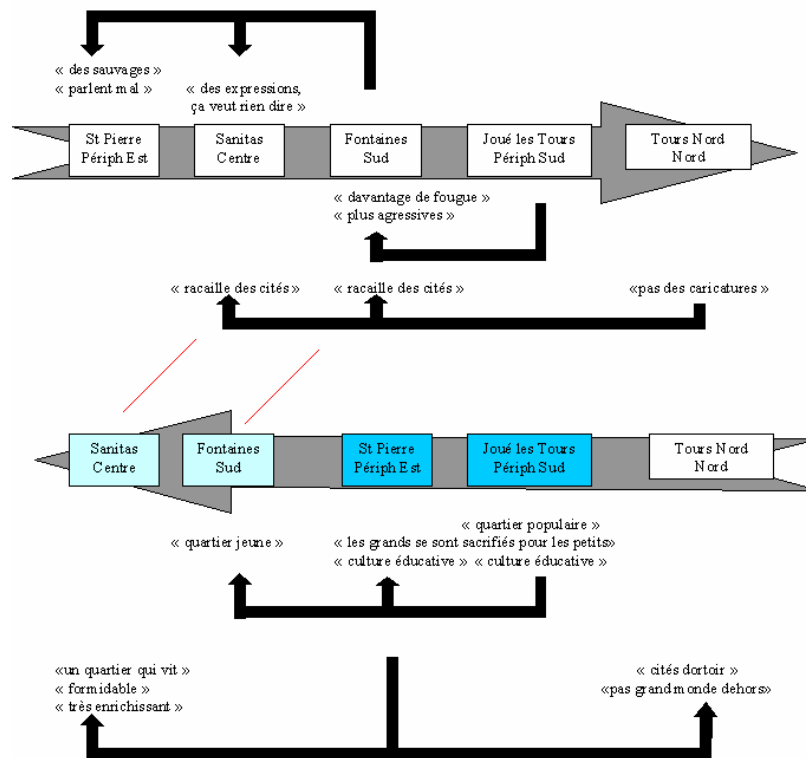 « des sauvages »
« parlent mal »
« des expressions,
ça veut rien dire »
St Pierre
Périph Est
Sanitas
Centre
Fontaines
Sud
Joué les Tours
Périph Sud
Tours Nord
Nord
« davantage de fougue »
« plus agressives »
« racaille des cités »
« racaille des cités »
«pas des caricatures »
Sanitas
Centre
Fontaines
Sud
St Pierre
Périph Est
Joué les Tours
Périph Sud
Tours Nord
Nord
« quartier populaire »
« quartier jeune »
« les grands se sont sacrifiés pour les petits»
« culture éducative »
« culture éducative »
«un quartier qui vit »
« formidable »
« très enrichissant »
« cités dortoir »
«pas grand monde dehors»